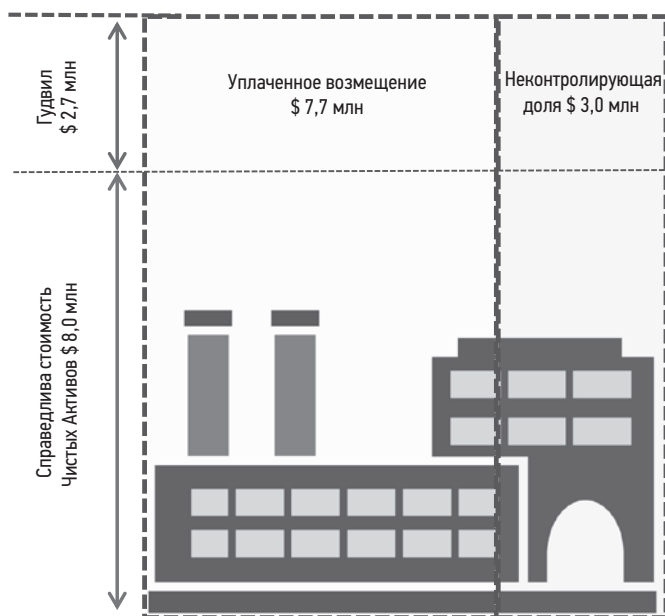 Гудвил
$ 2,7 млн
Уплаченное возмещение
$ 7,7 млн
Неконтролирующая
доля $ 3,0 млн
Справедлива стоимость
Чистых Активов $ 8,0 млн